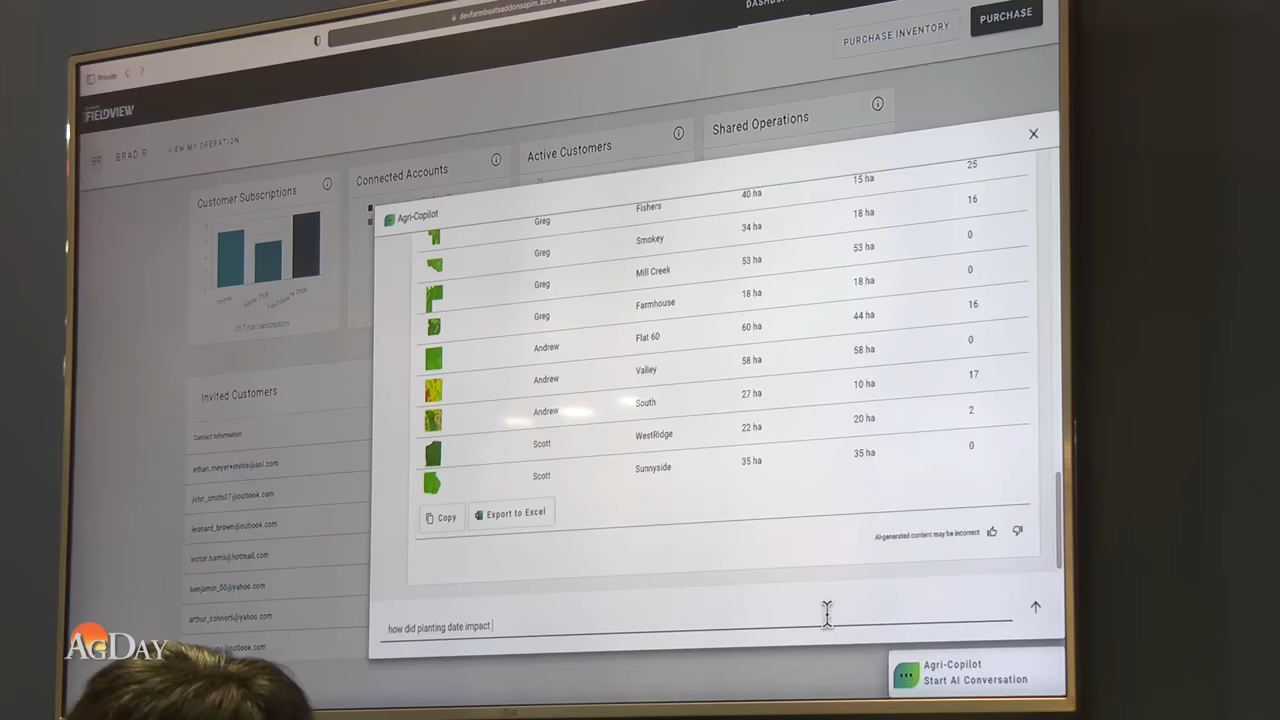 Private
DASHBO
PURCHASE INVENTORY
PURCHASE
FIELDVIEW
BR
BRAD R
VIEW MY OPERATION
Customer Subscriptions
Connected Accounts
Active Customers
Shared Operations
Agri-Copilot
Greg Fishers 40 ha 15 ha 25
Greg Smokey 34 ha 18 ha 16
Greg Mill Creek 53 ha 53 ha 0
Greg Farmhouse 18 ha 18 ha 0
Andrew Flat 60 60 ha 44 ha 16
Andrew Valley 58 ha 58 ha 0
Andrew South 27 ha 10 ha 17
Scott WestRidge 22 ha 20 ha 2
Scott Sunnyside 35 ha 35 ha 0
Copy
Export to Excel
AI-generated content may be incorrect
how did planting date impact
Invited Customers
Contact Information
ethan.meyer+invite@aol.com
john_smith07@outlook.com
leonard_brown@outlook.com
victor.harris@hotmail.com
benjamin_50@yahoo.com
arthur_connor6@yahoo.com
@outlook.com
Agri-Copilot
Start AI Conversation
AGDAY